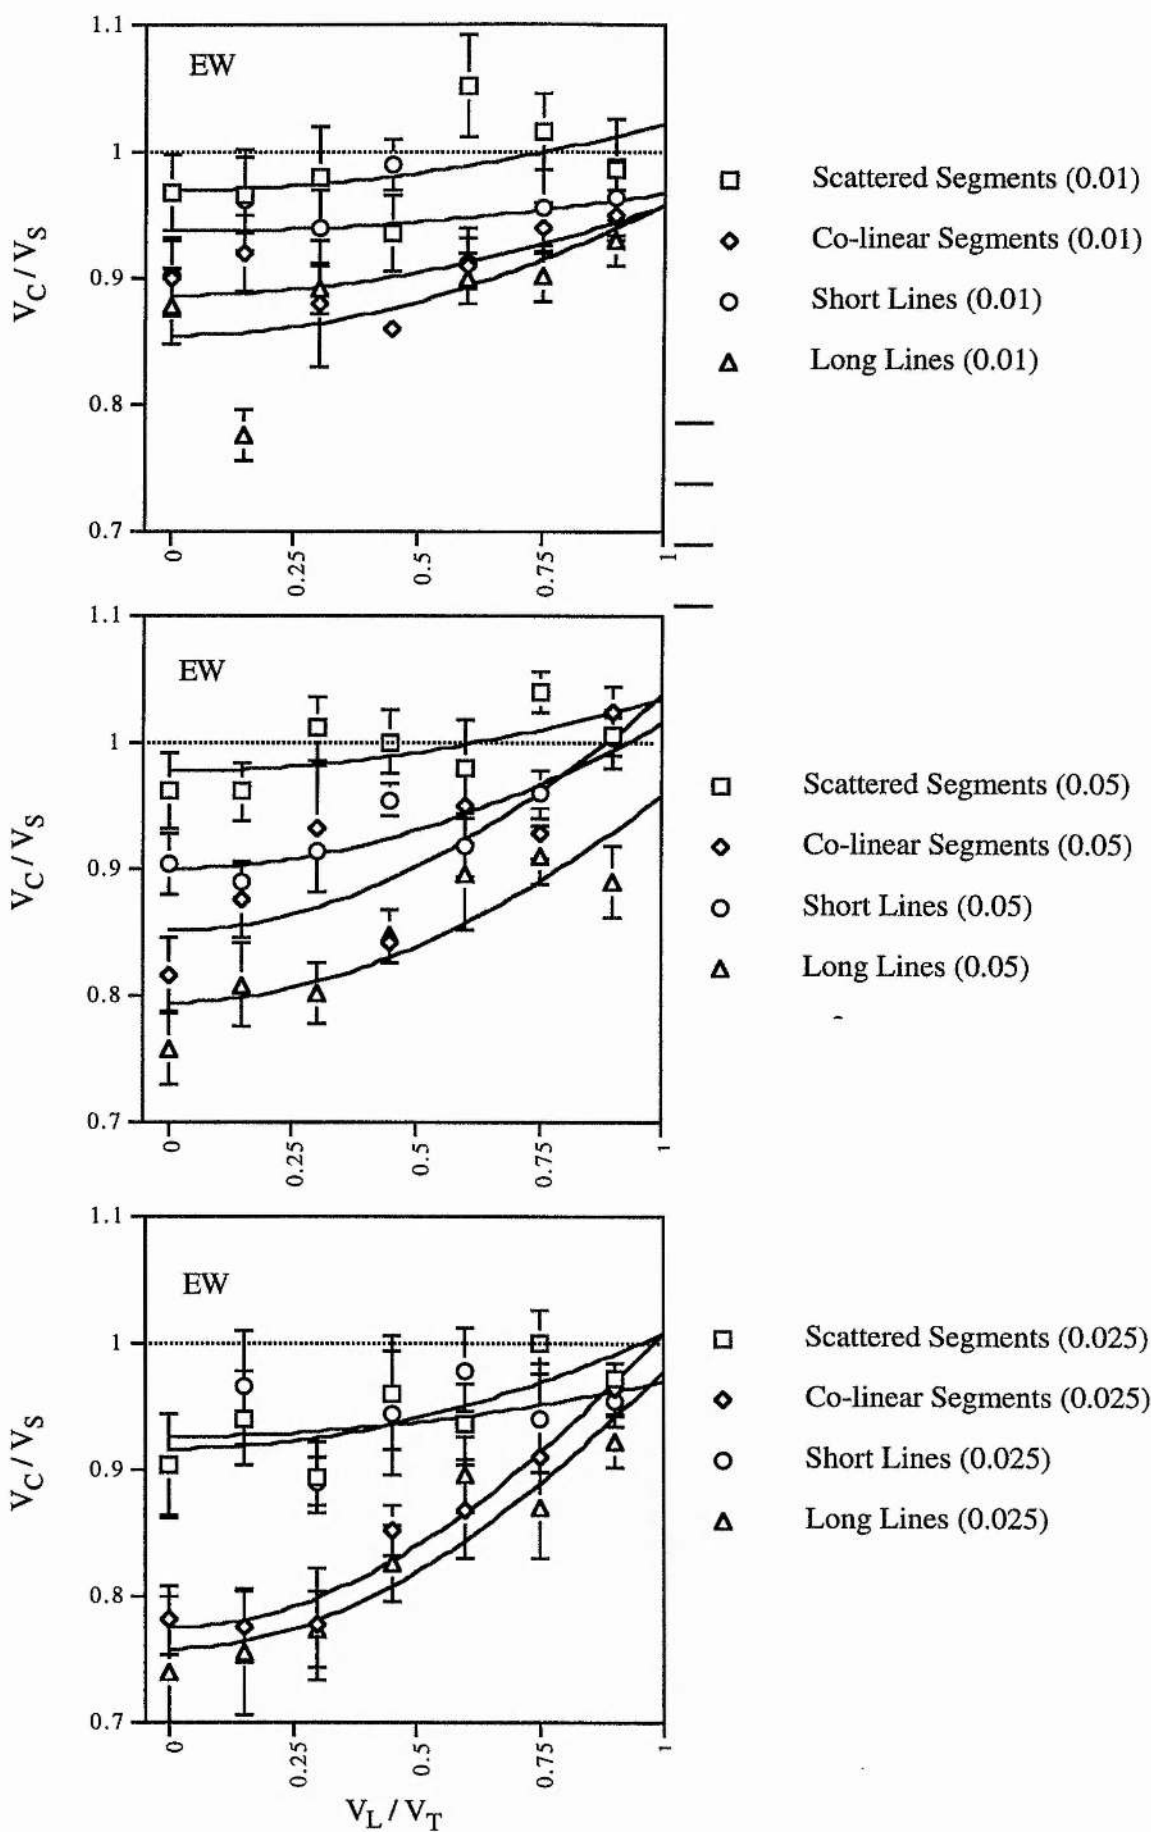 1.1
EW
1
0.9
0.8
0.7
V_C / V_S
0
0.25
0.5
0.75
1
Scattered Segments (0.01)
Co-linear Segments (0.01)
Short Lines (0.01)
Long Lines (0.01)
1.1
EW
1
0.9
0.8
0.7
V_C / V_S
0
0.25
0.5
0.75
1
Scattered Segments (0.05)
Co-linear Segments (0.05)
Short Lines (0.05)
Long Lines (0.05)
1.1
EW
1
0.9
0.8
0.7
V_C / V_S
0
0.25
0.5
0.75
1
V_L / V_T
Scattered Segments (0.025)
Co-linear Segments (0.025)
Short Lines (0.025)
Long Lines (0.025)